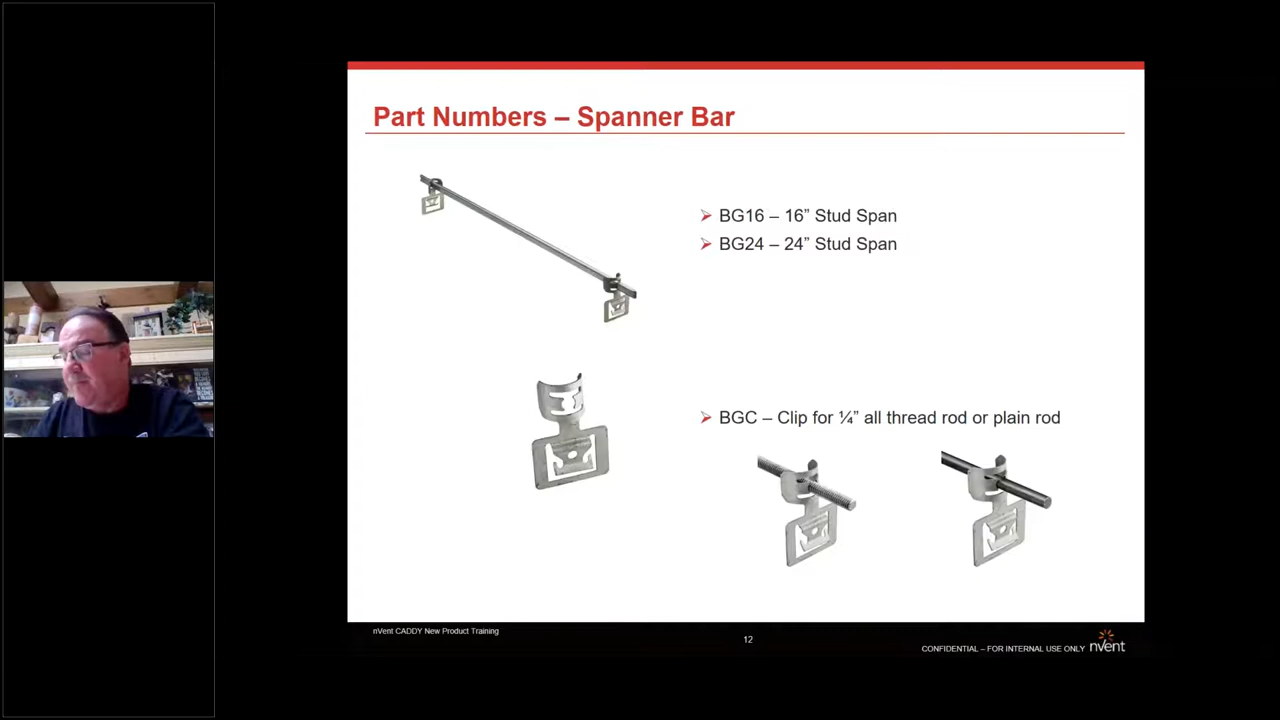 Part Numbers – Spanner Bar
➢ BG16 – 16” Stud Span
➢ BG24 – 24” Stud Span
➢ BGC – Clip for ¼” all thread rod or plain rod
nVent CADDY New Product Training
12
CONFIDENTIAL – FOR INTERNAL USE ONLY
nVent